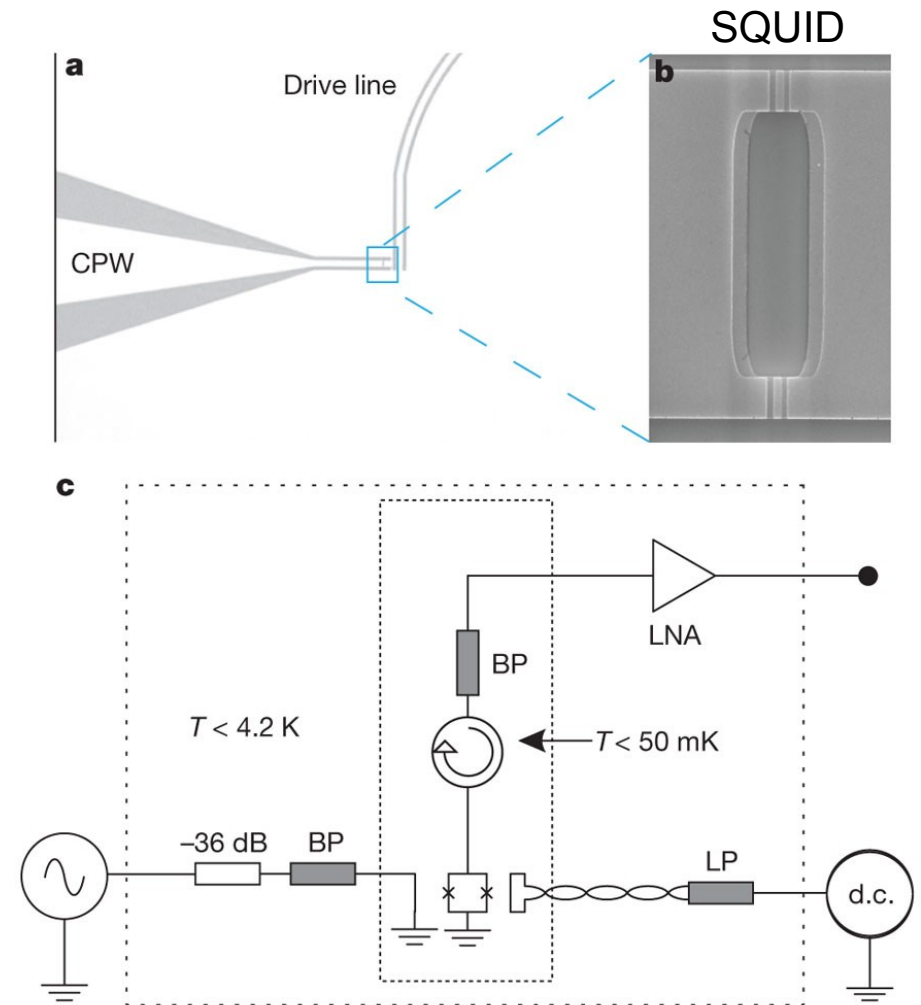 SQUID
a
b
Drive line
CPW
c
LNA
BP
T < 4.2 K
T < 50 mK
–36 dB
BP
LP
d.c.